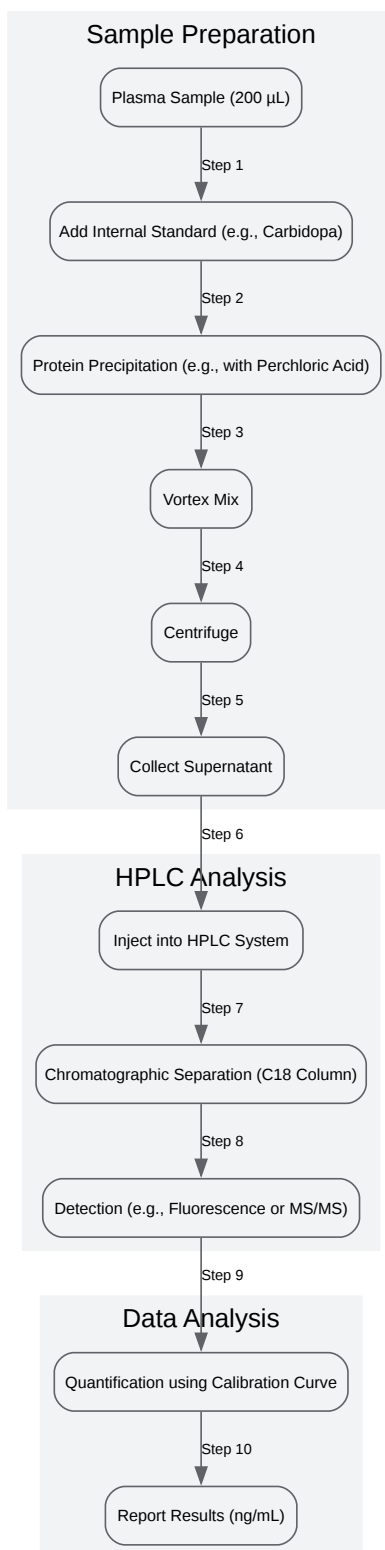 Sample Preparation
Plasma Sample (200 µL)
Step 1
Add Internal Standard (e.g., Carbidopa)
Step 2
Protein Precipitation (e.g., with Perchloric Acid)
Step 3
Vortex Mix
Step 4
Centrifuge
Step 5
Collect Supernatant
Step 6
HPLC Analysis
Inject into HPLC System
Step 7
Chromatographic Separation (C18 Column)
Step 8
Detection (e.g., Fluorescence or MS/MS)
Step 9
Data Analysis
Quantification using Calibration Curve
Step 10
Report Results (ng/mL)